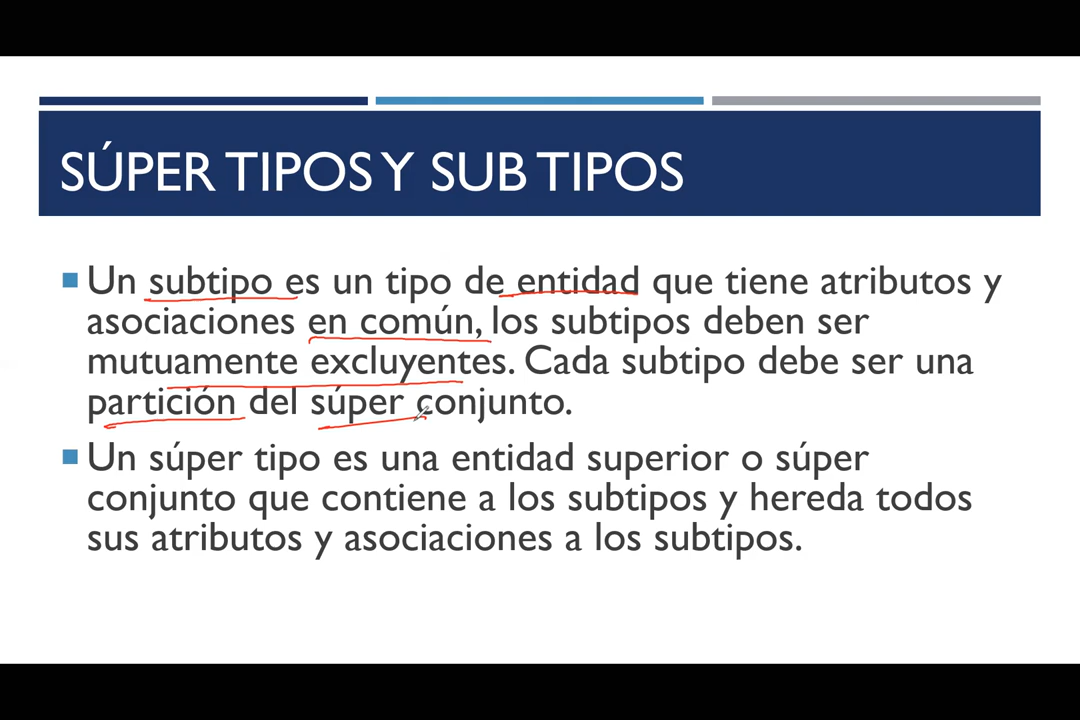 SÚPER TIPOS Y SUB TIPOS
Un subtipo es un tipo de entidad que tiene atributos y
asociaciones en común, los subtipos deben ser
mutuamente excluyentes. Cada subtipo debe ser una
partición del súper conjunto.
Un súper tipo es una entidad superior o súper
conjunto que contiene a los subtipos y hereda todos
sus atributos y asociaciones a los subtipos.